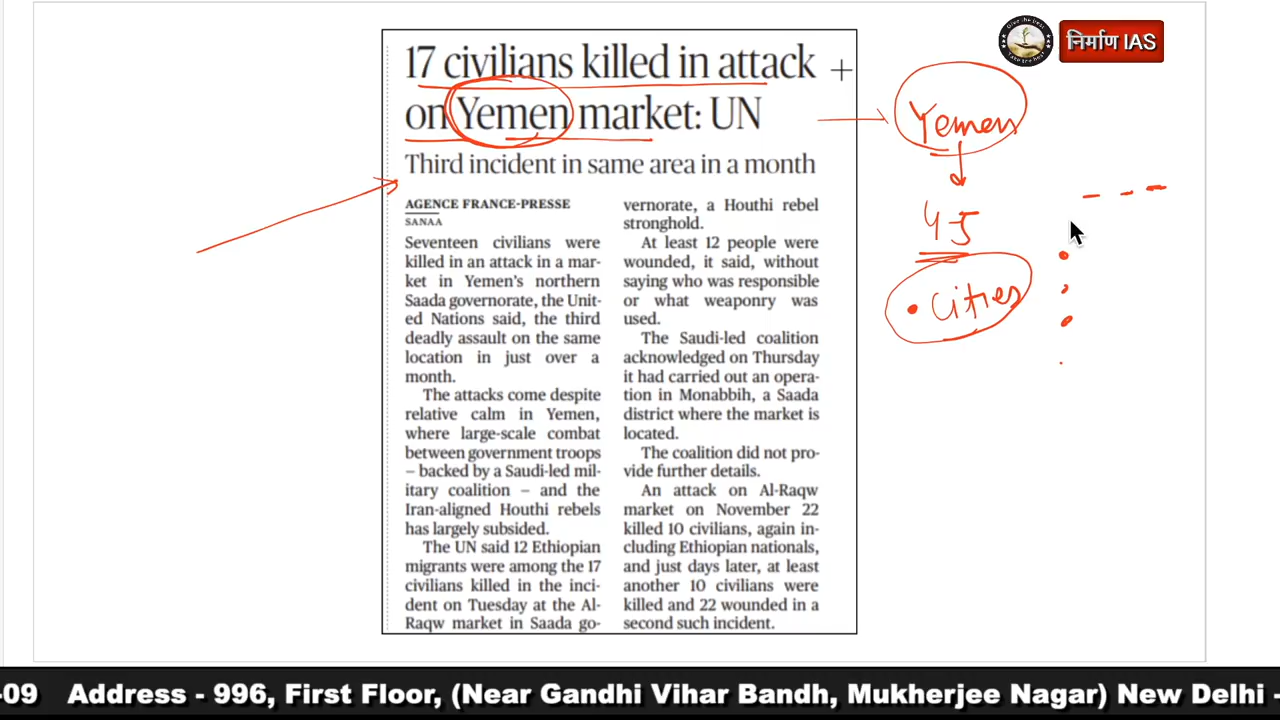 Give the best
Take the best
निर्माण IAS
17 civilians killed in attack
on Yemen market: UN
Third incident in same area in a month
AGENCE FRANCE-PRESSE
SANAA
Seventeen civilians were
killed in an attack in a mar-
ket in Yemen's northern
Saada governorate, the Unit-
ed Nations said, the third
deadly assault on the same
location in just over a
month.
The attacks come despite
relative calm in Yemen,
where large-scale combat
between government troops
– backed by a Saudi-led mil-
itary coalition – and the
Iran-aligned Houthi rebels
has largely subsided.
The UN said 12 Ethiopian
migrants were among the 17
civilians killed in the inci-
dent on Tuesday at the Al-
Raqw market in Saada go-
vernorate, a Houthi rebel
stronghold.
At least 12 people were
wounded, it said, without
saying who was responsible
or what weaponry was
used.
The Saudi-led coalition
acknowledged on Thursday
it had carried out an opera-
tion in Monabbih, a Saada
district where the market is
located.
The coalition did not pro-
vide further details.
An attack on Al-Raqw
market on November 22
killed 10 civilians, again in-
cluding Ethiopian nationals,
and just days later, at least
another 10 civilians were
killed and 22 wounded in a
second such incident.
Yemen
45
• Cities
-09 Address - 996, First Floor, (Near Gandhi Vihar Bandh, Mukherjee Nagar) New Delhi -